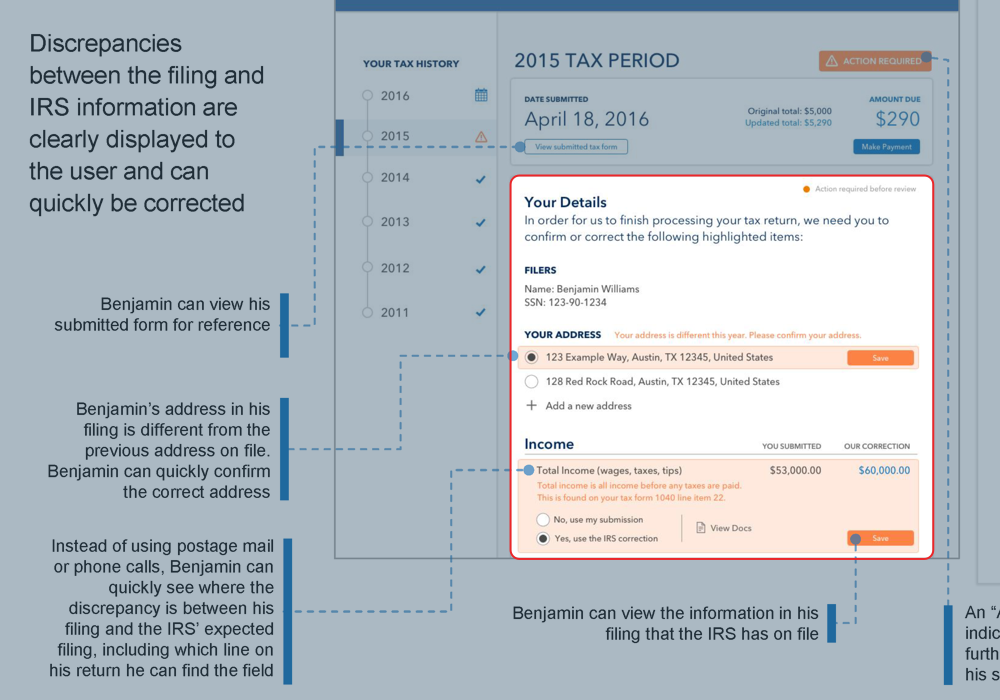 Discrepancies
between the filing and
IRS information are
clearly displayed to
the user and can
quickly be corrected
Benjamin can view his
submitted form for reference
Benjamin's address in his
filing is different from the
previous address on file.
Benjamin can quickly confirm
the correct address
Instead of using postage mail
or phone calls, Benjamin can
quickly see where the
discrepancy is between his
filing and the IRS' expected
filing, including which line on
his return he can find the field
YOUR TAX HISTORY
2016
2015
2014
2013
2012
2011
2015 TAX PERIOD
ACTION REQUIRED
DATE SUBMITTED
April 18, 2016
View submitted tax form
Original total: $5,000
Updated total: $5,290
AMOUNT DUE
$290
Make Payment
Action required before review
Your Details
In order for us to finish processing your tax return, we need you to
confirm or correct the following highlighted items:
FILERS
Name: Benjamin Williams
SSN: 123-90-1234
YOUR ADDRESS Your address is different this year. Please confirm your address.
123 Example Way, Austin, TX 12345, United States Save
128 Red Rock Road, Austin, TX 12345, United States
+ Add a new address
Income YOU SUBMITTED OUR CORRECTION
Total Income (wages, taxes, tips) $53,000.00 $60,000.00
Total income is all income before any taxes are paid.
This is found on your tax form 1040 line item 22.
No, use my submission
Yes, use the IRS correction
View Docs
Save
Benjamin can view the information in his
filing that the IRS has on file
An "A
indic
furth
his s